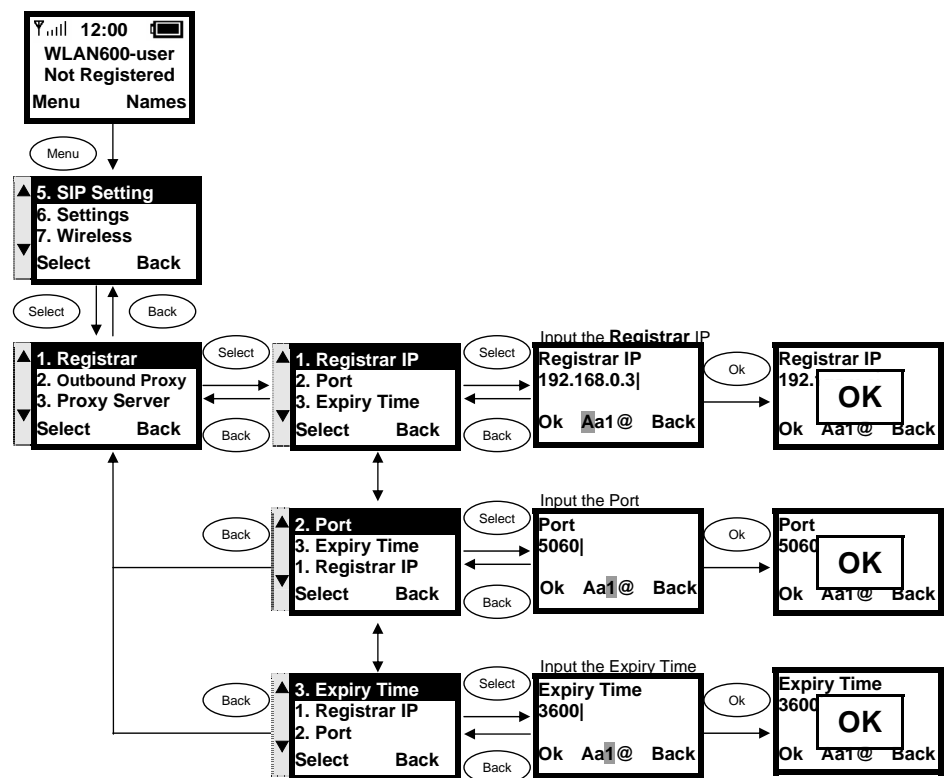 12:00
WLAN600-user
Not Registered
Menu Names
Menu
5. SIP Setting
6. Settings
7. Wireless
Select Back
Select
Back
1. Registrar
2. Outbound Proxy
3. Proxy Server
Select Back
Select
Back
1. Registrar IP
2. Port
3. Expiry Time
Select Back
Select
Back
Input the Registrar IP
Registrar IP
192.168.0.3|
Ok Aa1@ Back
Ok
Registrar IP
192.
OK
Ok Aa1@ Back
Back
2. Port
3. Expiry Time
1. Registrar IP
Select Back
Select
Back
Input the Port
Port
5060|
Ok Aa1@ Back
Ok
Port
5060
OK
Ok Aa1@ Back
Back
3. Expiry Time
1. Registrar IP
2. Port
Select Back
Select
Back
Input the Expiry Time
Expiry Time
3600|
Ok Aa1@ Back
Ok
Expiry Time
3600
OK
Ok Aa1@ Back